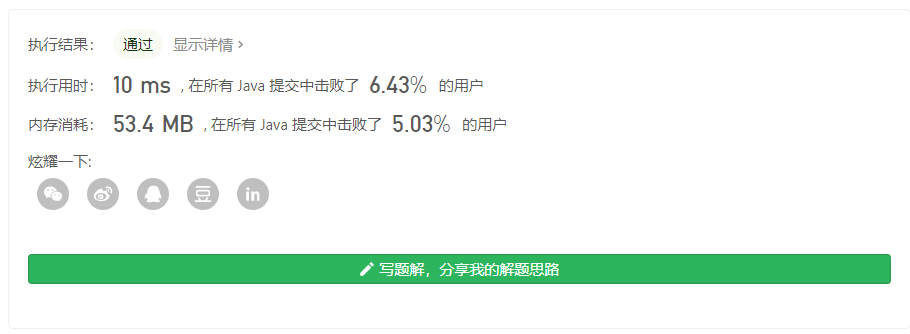 执行结果： 通过 显示详情 >
执行用时： 10 ms , 在所有 Java 提交中击败了 6.43% 的用户
内存消耗： 53.4 MB , 在所有 Java 提交中击败了 5.03% 的用户
炫耀一下:
豆 in
写题解，分享我的解题思路